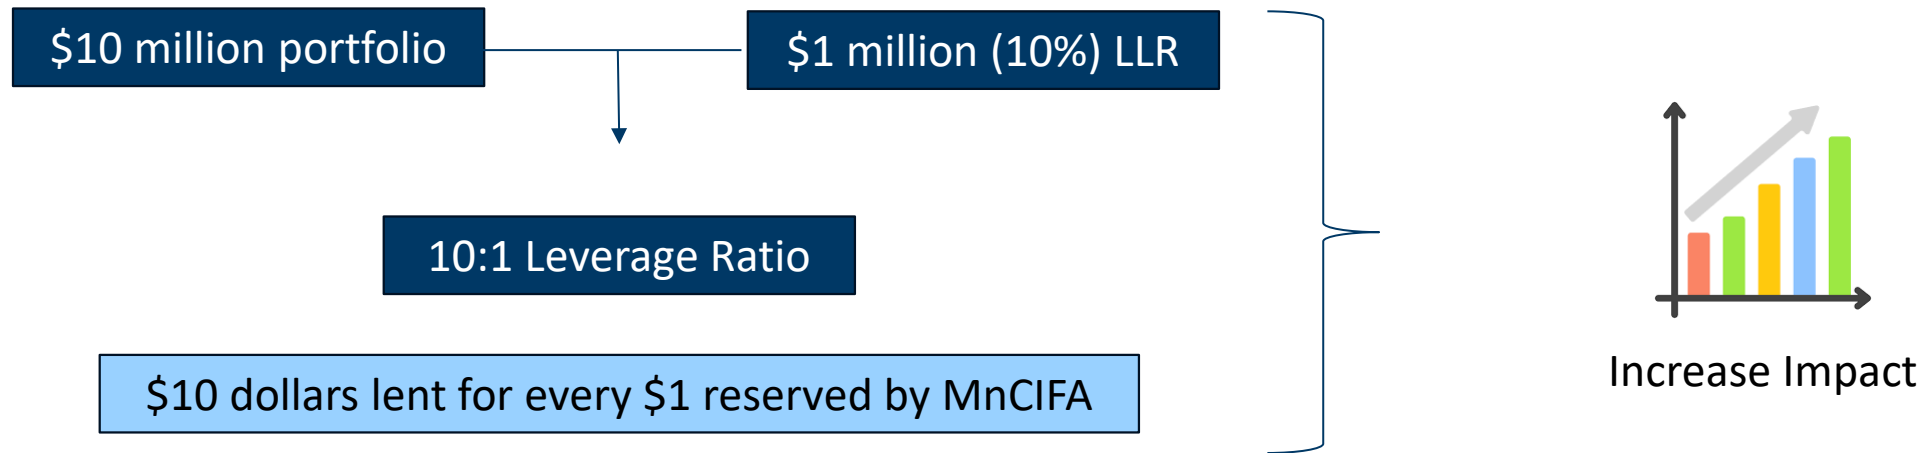 $10 million portfolio
$1 million (10%) LLR
10:1 Leverage Ratio
$10 dollars lent for every $1 reserved by MnCIFA
Increase Impact